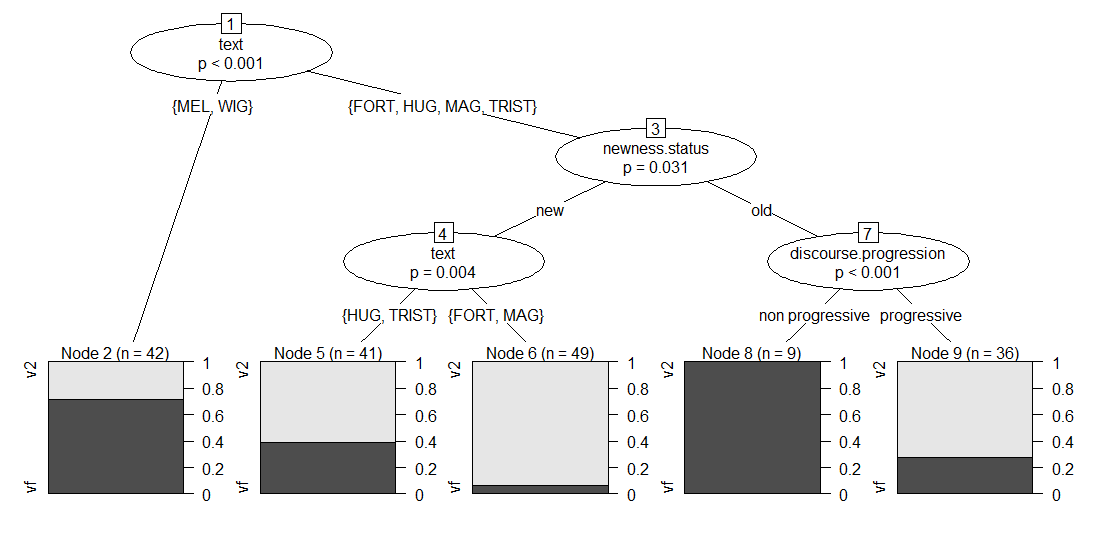 1
text
p < 0.001
{MEL, WIG}
{FORT, HUG, MAG, TRIST}
3
newness.status
p = 0.031
new
old
4
text
p = 0.004
7
discourse.progression
p < 0.001
{HUG, TRIST}
{FORT, MAG}
non progressive
progressive
Node 2 (n = 42)
v2
vf
1
0.8
0.6
0.4
0.2
0
Node 5 (n = 41)
v2
vf
1
0.8
0.6
0.4
0.2
0
Node 6 (n = 49)
v2
vf
1
0.8
0.6
0.4
0.2
0
Node 8 (n = 9)
v2
vf
1
0.8
0.6
0.4
0.2
0
Node 9 (n = 36)
v2
vf
1
0.8
0.6
0.4
0.2
0